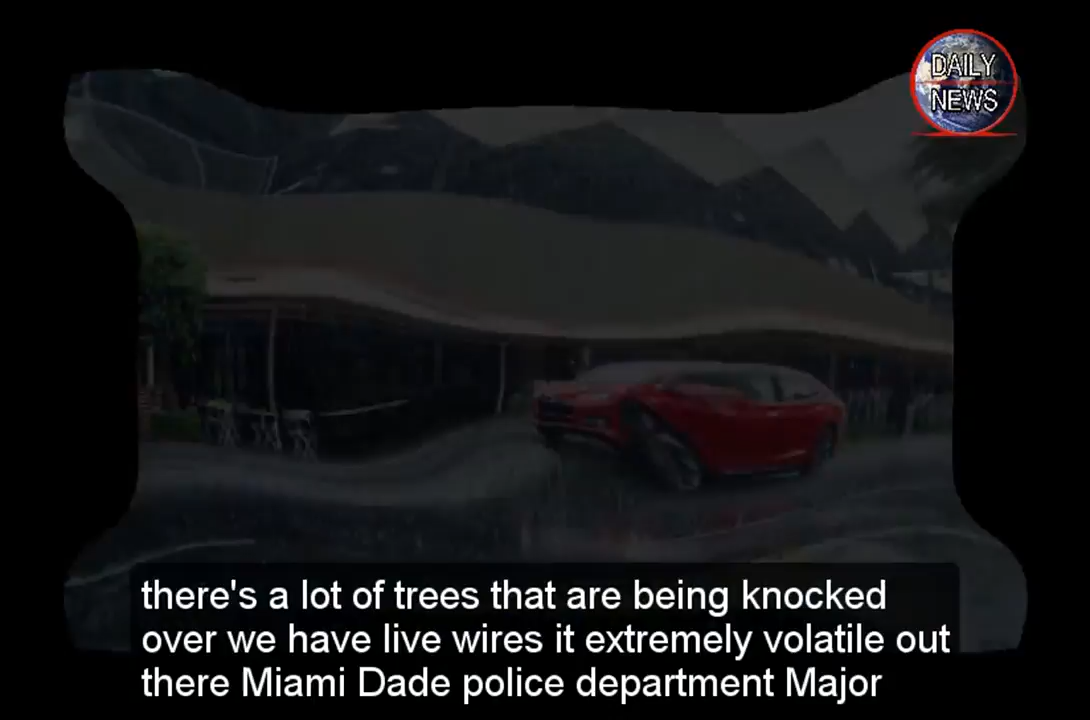 DAILY
NEWS
there's a lot of trees that are being knocked
over we have live wires it extremely volatile out
there Miami Dade police department Major